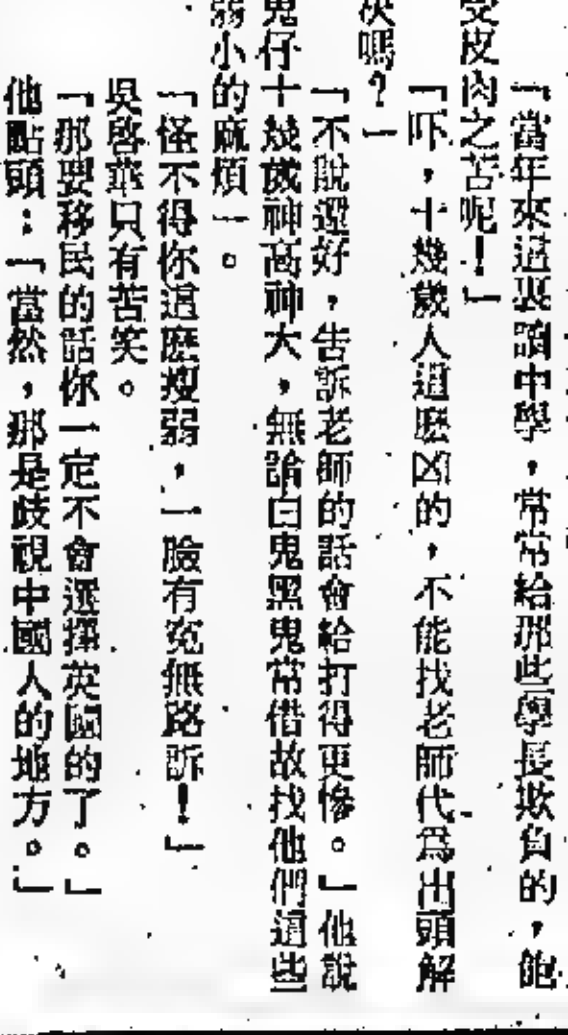 「當年來這裏讀中學，常常給那些學長欺負的，飽
受皮肉之苦呢！」
「吓，十幾歲人這麽凶的，不能找老師代爲出頭解
決嗎？」
「不說還好，告訴老師的話會給打得更慘。」他說
鬼仔十幾歲神高神大，無論白鬼黑鬼常借故找他們這些
弱小的麻煩」。
「怪不得你這麽瘦弱，一臉有寃無路訴！」
吳啓華只有苦笑。
「那要移民的話你一定不會選擇英國的了。」
他點頭：「當然，那是歧視中國人的地方。」